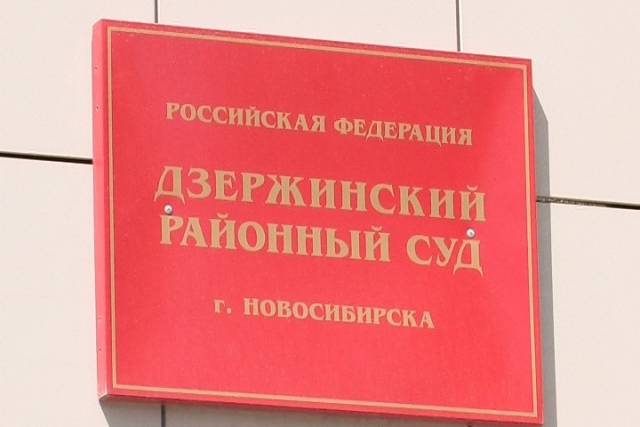 РОССИЙСКАЯ ФЕДЕРАЦИЯ
ДЗЕРЖИНСКИЙ
РАЙОННЫЙ СУД
г. НОВОСИБИРСКА